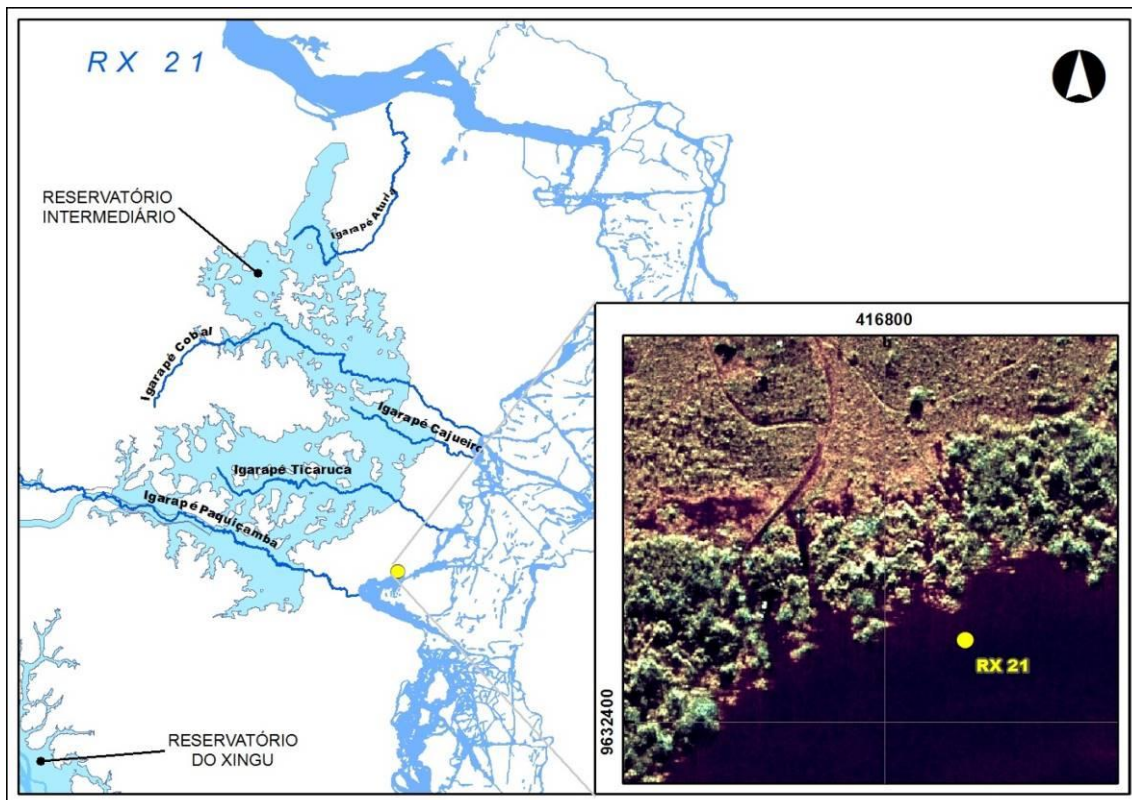 RX 21
RESERVATÓRIO
INTERMEDIÁRIO
Igarapé Aturia
Igarapé Cobal
Igarapé Cajueiro
Igarapé Ticaruca
Igarapé Paquiçamba
RESERVATÓRIO
DO XINGU
416800
9632400
RX 21